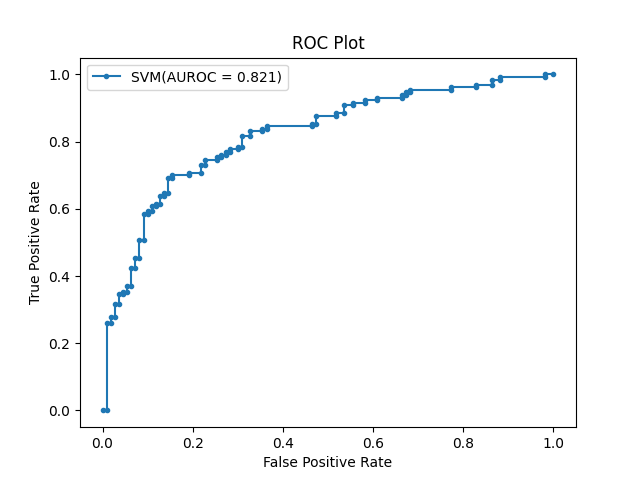 ROC Plot
SVM(AUROC = 0.821)
True Positive Rate
1.0
0.8
0.6
0.4
0.2
0.0
0.0 0.2 0.4 0.6 0.8 1.0
False Positive Rate